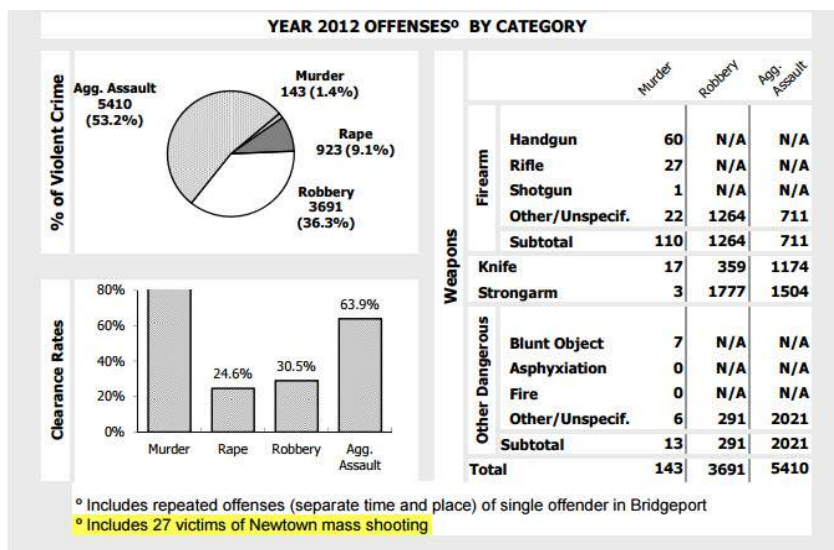 YEAR 2012 OFFENSESº BY CATEGORY
% of Violent Crime
Agg. Assault
5410
(53.2%)
Murder
143 (1.4%)
Rape
923 (9.1%)
Robbery
3691
(36.3%)
Clearance Rates
80%
60%
40%
20%
0%
24.6%
30.5%
63.9%
Murder Rape Robbery Agg.
Assault
Weapons
Murder Robbery Agg.
Assault
Firearm
Handgun 60 N/A N/A
Rifle 27 N/A N/A
Shotgun 1 N/A N/A
Other/Unspecif. 22 1264 711
Subtotal 110 1264 711
Knife 17 359 1174
Strongarm 3 1777 1504
Other Dangerous
Blunt Object 7 N/A N/A
Asphyxiation 0 N/A N/A
Fire 0 N/A N/A
Other/Unspecif. 6 291 2021
Subtotal 13 291 2021
Total 143 3691 5410
º Includes repeated offenses (separate time and place) of single offender in Bridgeport
º Includes 27 victims of Newtown mass shooting